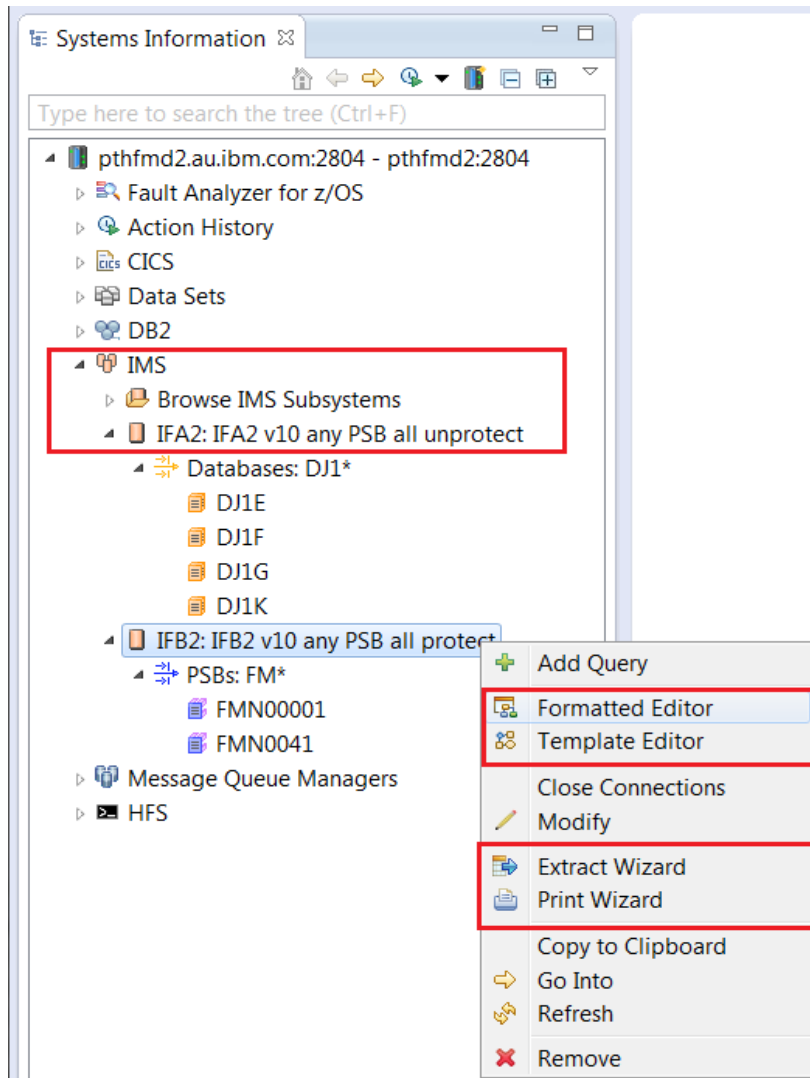 Systems Information
Type here to search the tree (Ctrl+F)
pthfmd2.au.ibm.com:2804 - pthfmd2:2804
Fault Analyzer for z/OS
Action History
CICS CICS
Data Sets
DB2
IMS
Browse IMS Subsystems
IFA2: IFA2 v10 any PSB all unprotect
Databases: DJ1*
DJ1E
DJ1F
DJ1G
DJ1K
IFB2: IFB2 v10 any PSB all protect
PSBs: FM*
FMN00001
FMN0041
Message Queue Managers
HFS
Add Query
Formatted Editor
Template Editor
Close Connections
Modify
Extract Wizard
Print Wizard
Copy to Clipboard
Go Into
Refresh
Remove